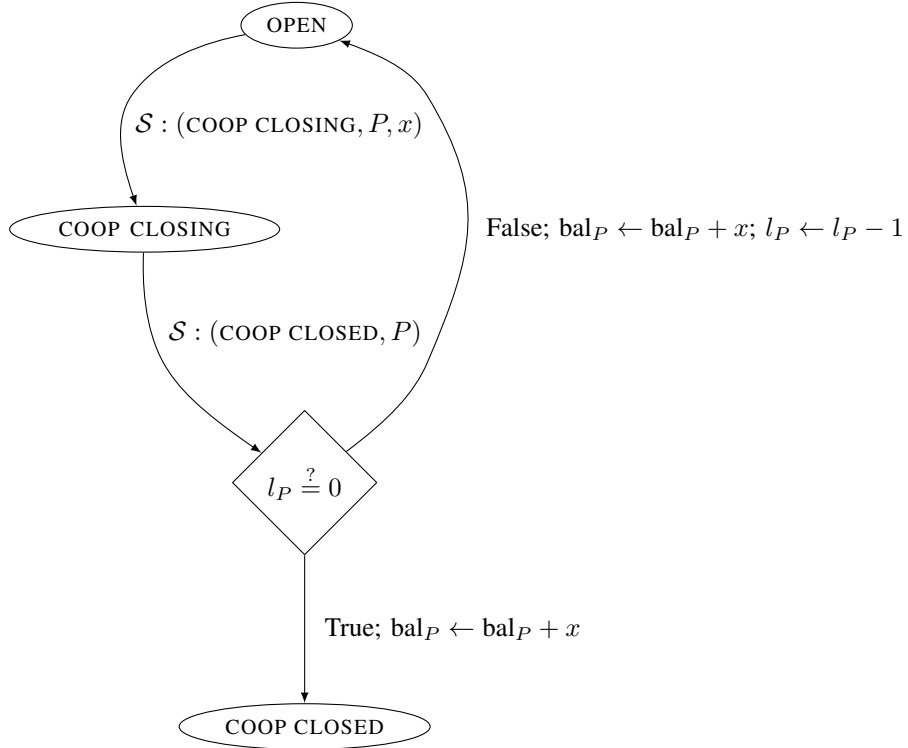 OPEN
𝒮 : (COOP CLOSING, P, x)
COOP CLOSING
False; bal_P ← bal_P + x; l_P ← l_P − 1
𝒮 : (COOP CLOSED, P)
l_P ≟ 0
True; bal_P ← bal_P + x
COOP CLOSED